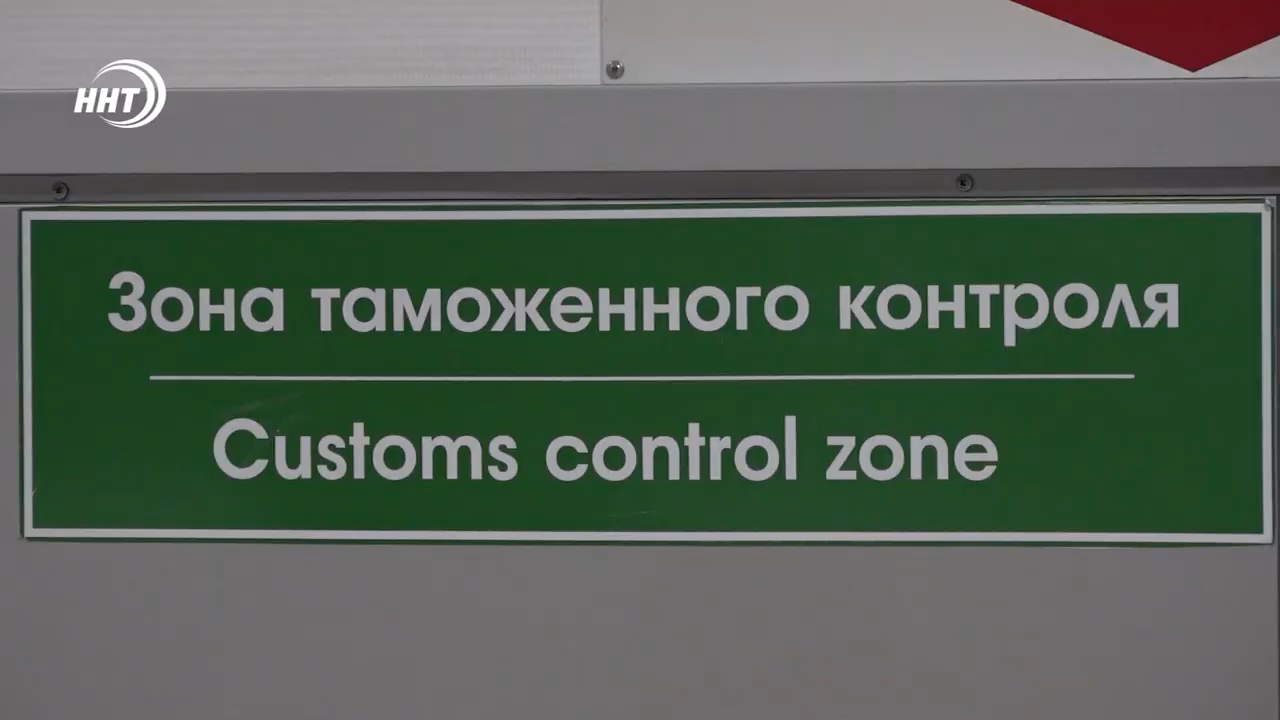 ННТ
Зона таможенного контроля
Customs control zone